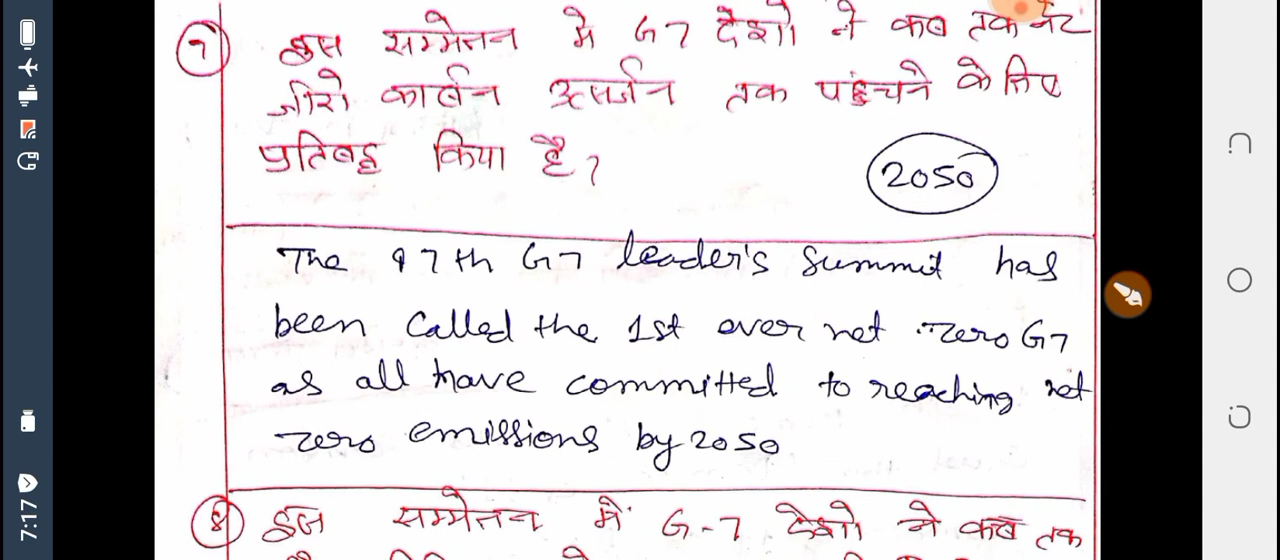 7
इस सम्मेलन मे G7 देशो ने कब तक नेट
जीरो कार्बन उत्सर्जन तक पहुंचने के लिए
प्रतिबद्ध किया है?
2050
The 47th G7 leader's Summit has
been called the 1st ever net zero G7
as all have committed to reaching net
zero emissions by 2050
8 इस सम्मेलन में G-7 देशो ने कब तक
7:17